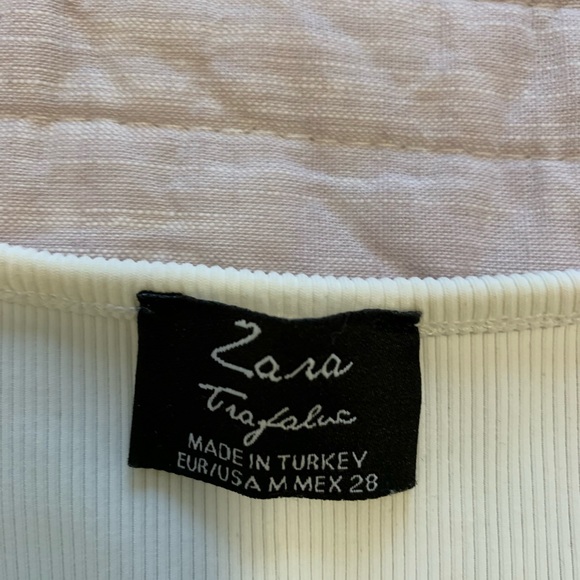 Zara
Trafaluc
MADE IN TURKEY
EUR/USA M MEX 28